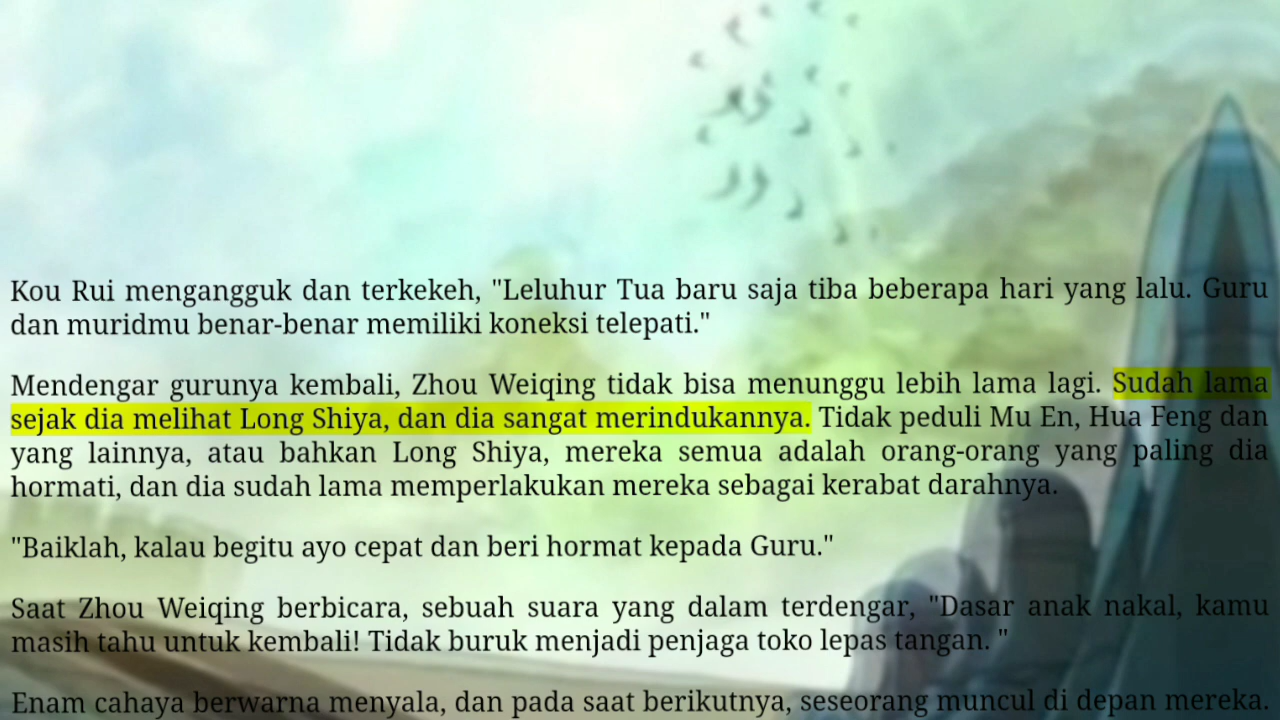 Kou Rui mengangguk dan terkekeh, "Leluhur Tua baru saja tiba beberapa hari yang lalu. Guru
dan muridmu benar-benar memiliki koneksi telepati."
Mendengar gurunya kembali, Zhou Weiqing tidak bisa menunggu lebih lama lagi. Sudah lama
sejak dia melihat Long Shiya, dan dia sangat merindukannya. Tidak peduli Mu En, Hua Feng dan
yang lainnya, atau bahkan Long Shiya, mereka semua adalah orang-orang yang paling dia
hormati, dan dia sudah lama memperlakukan mereka sebagai kerabat darahnya.
"Baiklah, kalau begitu ayo cepat dan beri hormat kepada Guru."
Saat Zhou Weiqing berbicara, sebuah suara yang dalam terdengar, "Dasar anak nakal, kamu
masih tahu untuk kembali! Tidak buruk menjadi penjaga toko lepas tangan. "
Enam cahaya berwarna menyala, dan pada saat berikutnya, seseorang muncul di depan mereka.